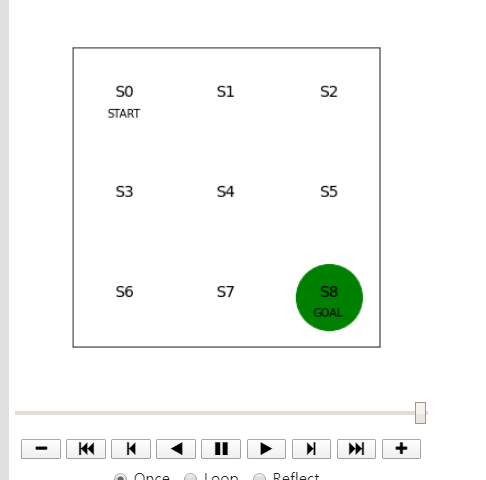 S0 S1 S2
START
S3 S4 S5
S6 S7 S8
GOAL
Once Loop Reflect